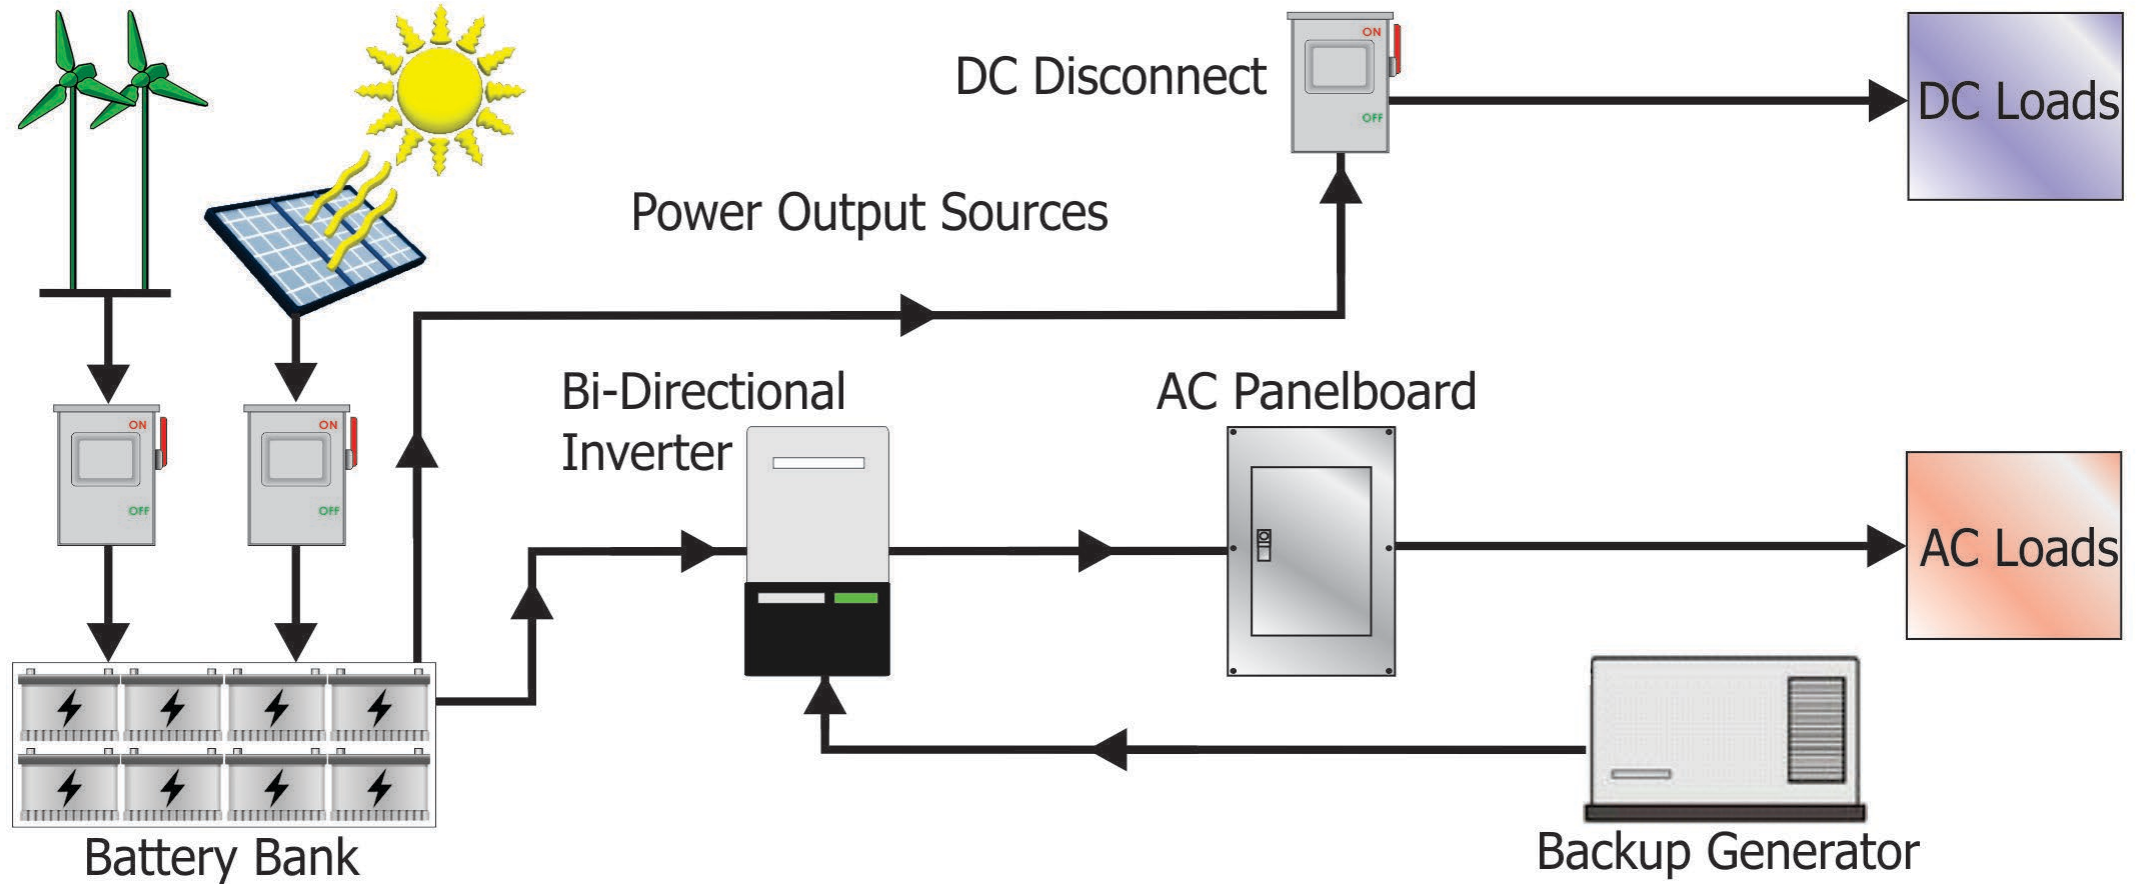 ON
OFF
DC Disconnect
DC Loads
Power Output Sources
ON
OFF
ON
OFF
Bi-Directional
Inverter
AC Panelboard
AC Loads
Battery Bank
Backup Generator